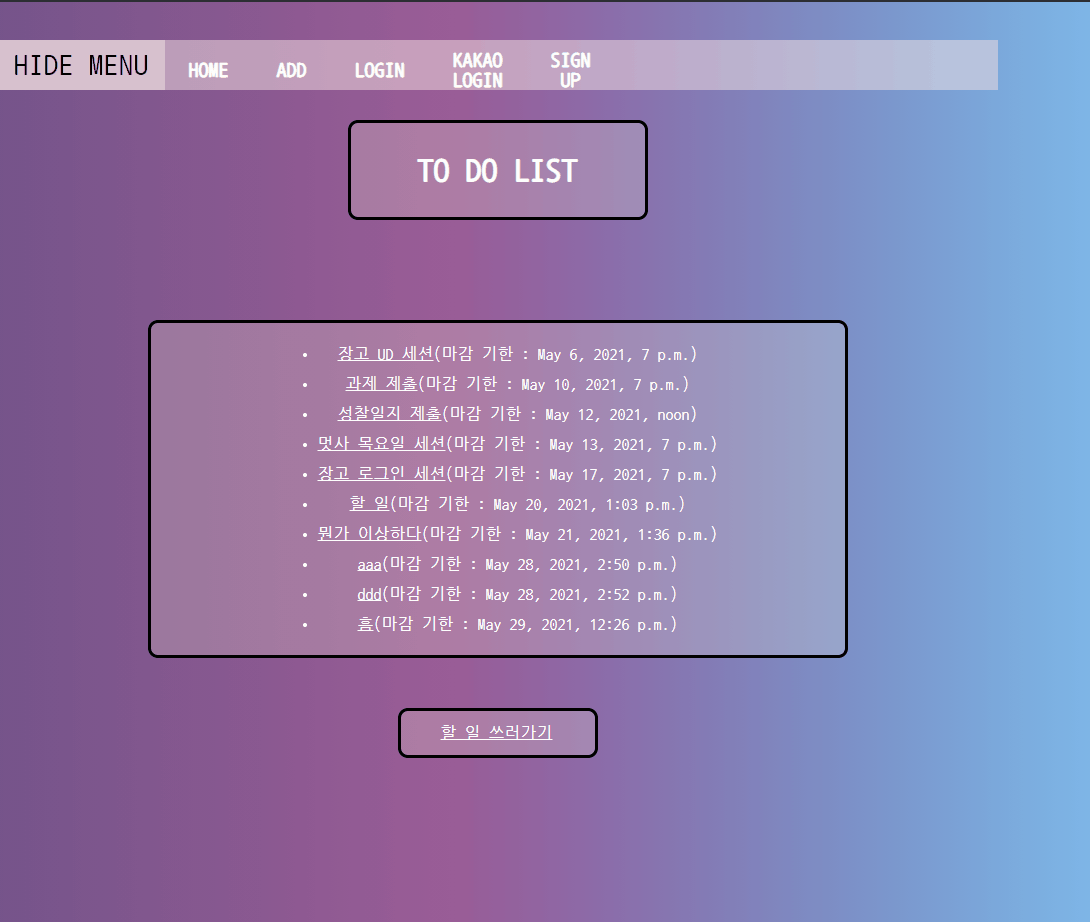 HIDE MENU HOME ADD LOGIN KAKAO LOGIN SIGN UP
TO DO LIST
장고 UD 세션(마감 기한 : May 6, 2021, 7 p.m.)
과제 제출(마감 기한 : May 10, 2021, 7 p.m.)
성찰일지 제출(마감 기한 : May 12, 2021, noon)
멋사 목요일 세션(마감 기한 : May 13, 2021, 7 p.m.)
장고 로그인 세션(마감 기한 : May 17, 2021, 7 p.m.)
할 일(마감 기한 : May 20, 2021, 1:03 p.m.)
뭔가 이상하다(마감 기한 : May 21, 2021, 1:36 p.m.)
aaa(마감 기한 : May 28, 2021, 2:50 p.m.)
ddd(마감 기한 : May 28, 2021, 2:52 p.m.)
흠(마감 기한 : May 29, 2021, 12:26 p.m.)
할 일 쓰러가기